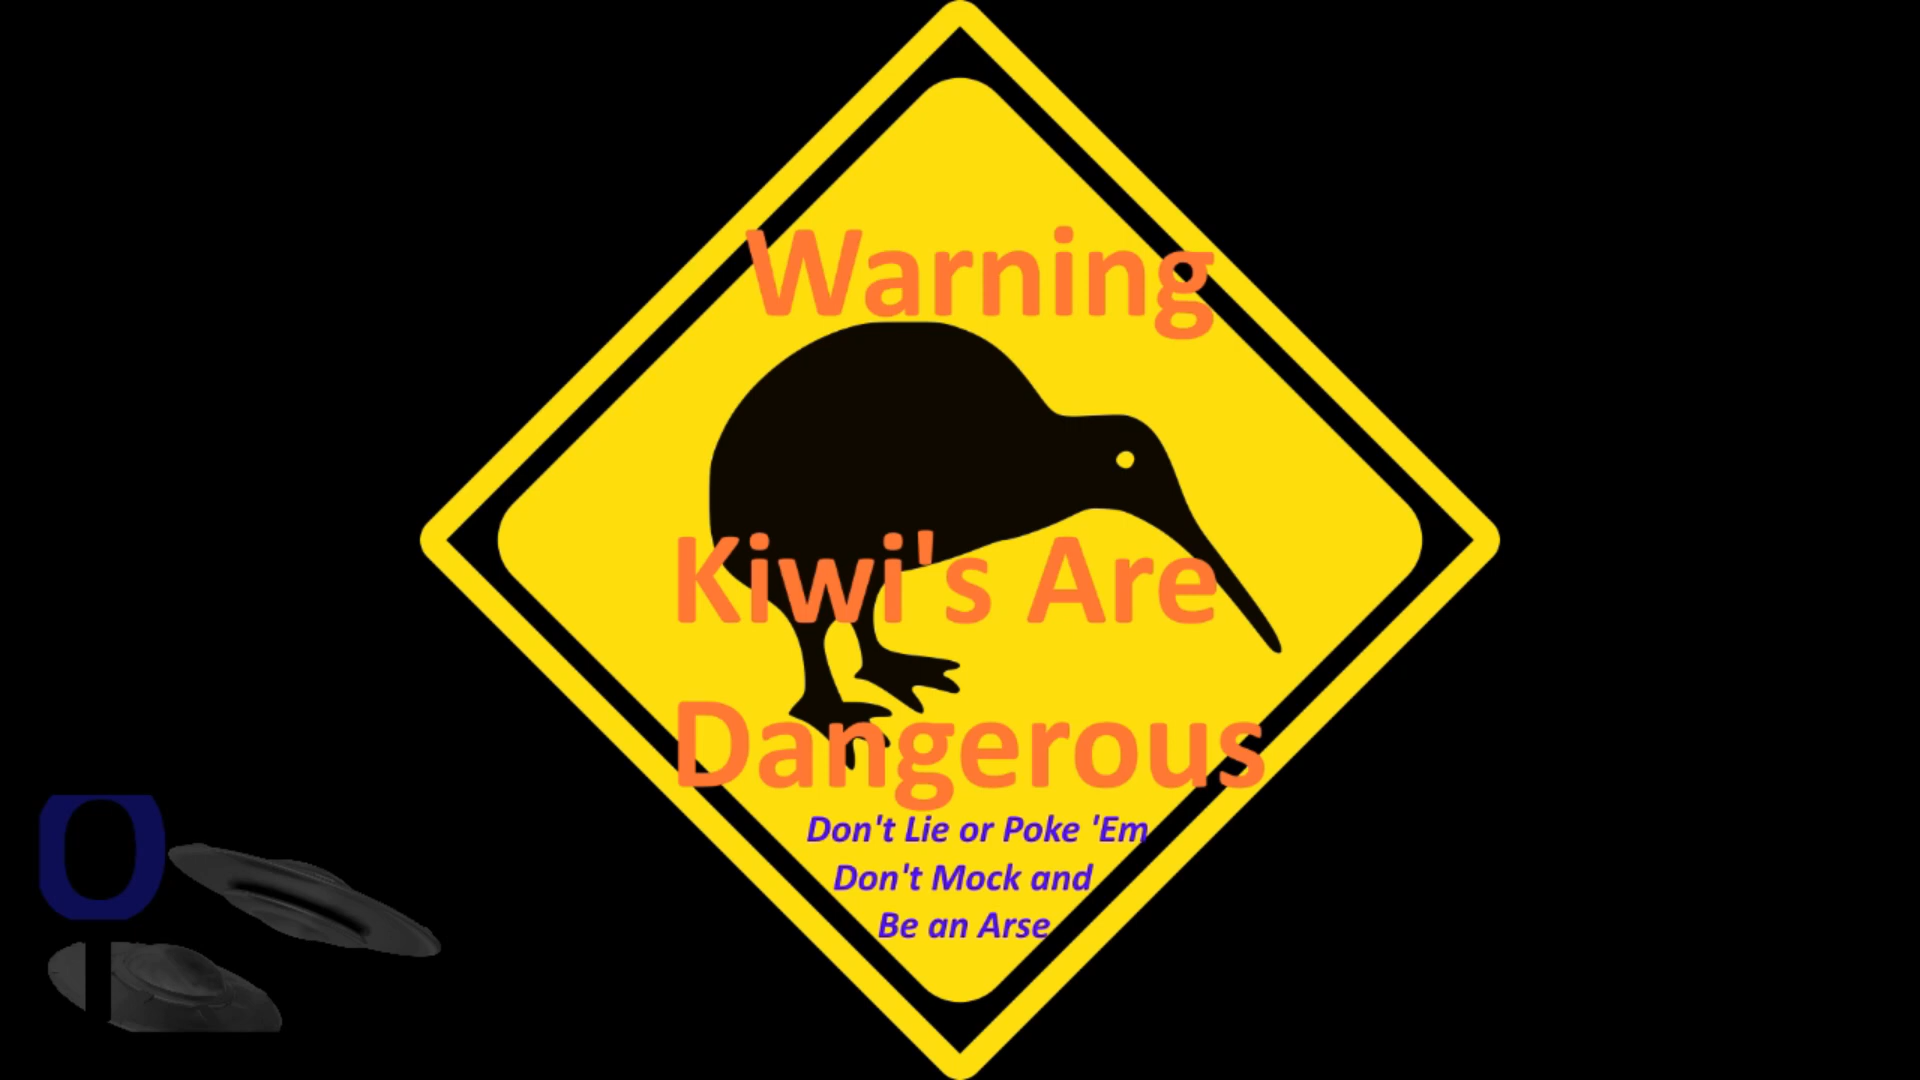 Warning
Kiwi's Are
Dangerous
Don't Lie or Poke 'Em
Don't Mock and
Be an Arse
O